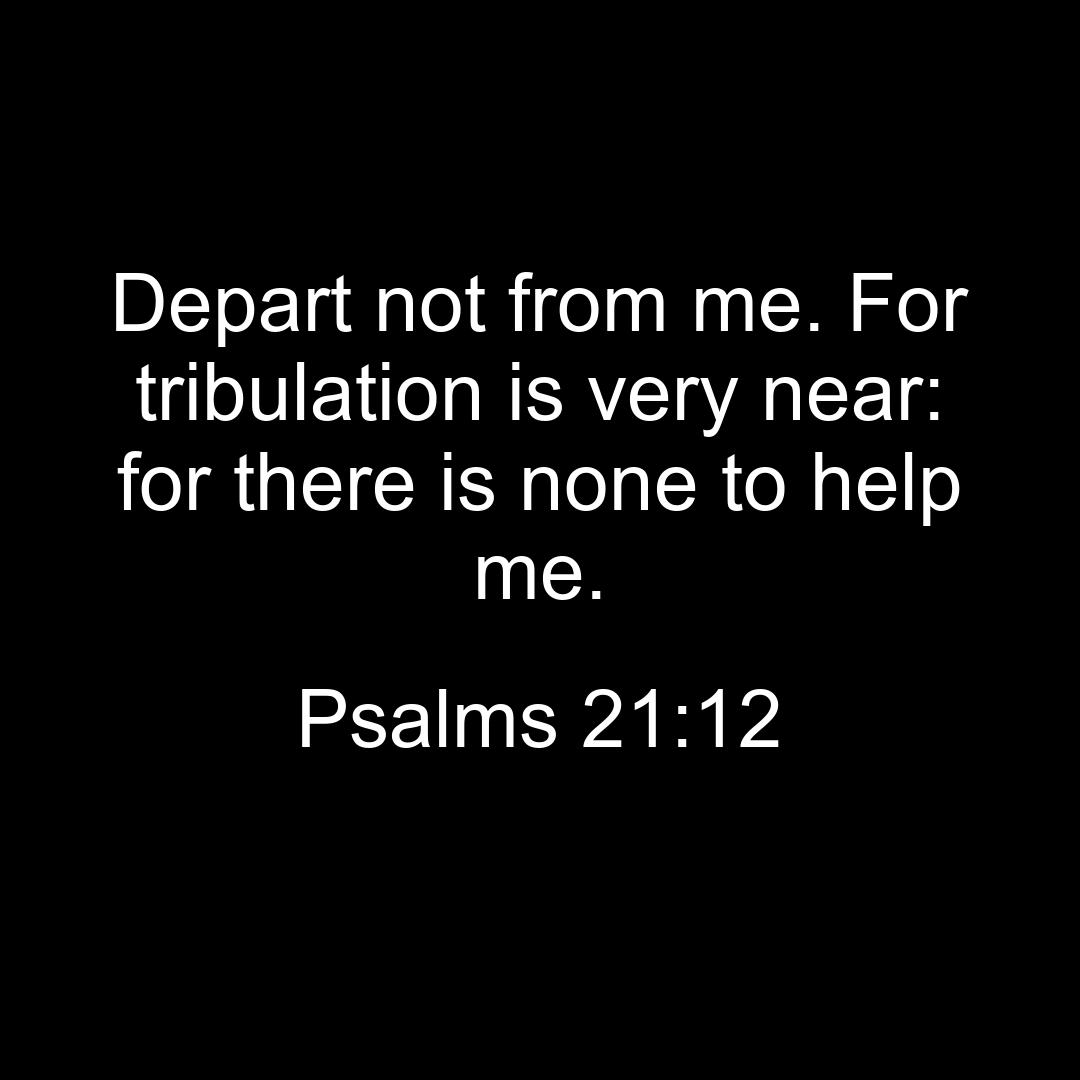 Depart not from me. For
tribulation is very near:
for there is none to help
me.
Psalms 21:12